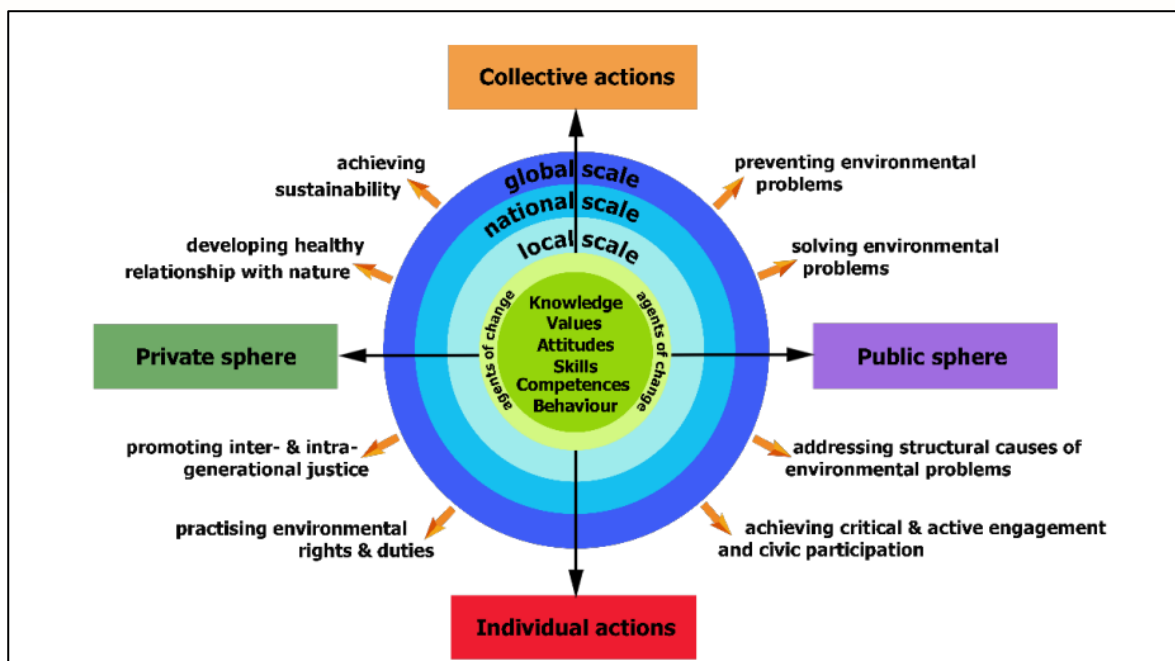 Collective actions
achieving
sustainability
preventing environmental
problems
global scale
national scale
local scale
developing healthy
relationship with nature
solving environmental
problems
agents of change
Knowledge
Values
Attitudes
Skills
Competences
Behaviour
agents of change
Private sphere
Public sphere
promoting inter- & intra-
generational justice
addressing structural causes of
environmental problems
practising environmental
rights & duties
achieving critical & active engagement
and civic participation
Individual actions